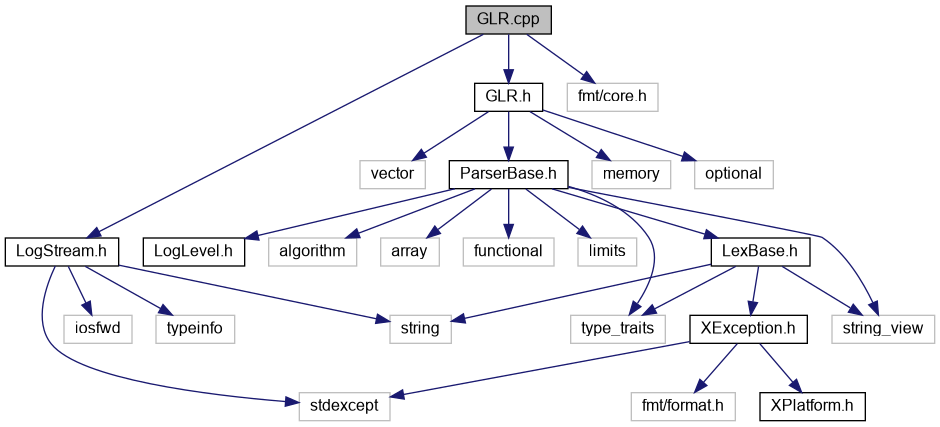 GLR.cpp
GLR.h
fmt/core.h
vector
ParserBase.h
memory
optional
LogStream.h
LogLevel.h
algorithm
array
functional
limits
LexBase.h
iosfwd
typeinfo
string
type_traits
XException.h
string_view
stdexcept
fmt/format.h
XPlatform.h